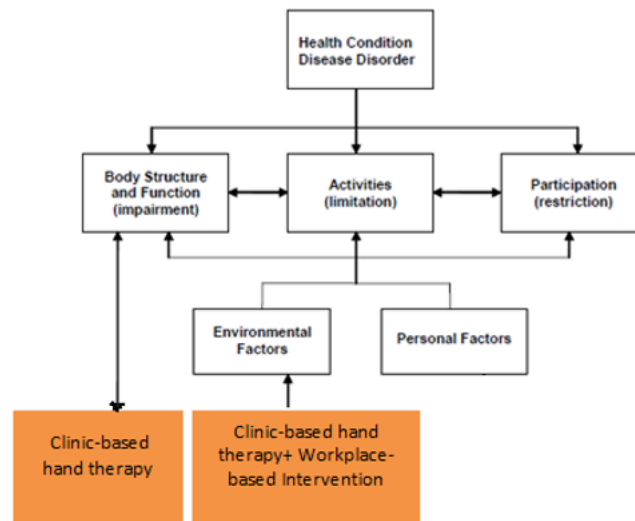 Health Condition
Disease Disorder
Body Structure
and Function
(impairment)
Activities
(limitation)
Participation
(restriction)
Environmental
Factors
Personal Factors
Clinic-based
hand therapy
Clinic-based hand
therapy+ Workplace-
based Intervention